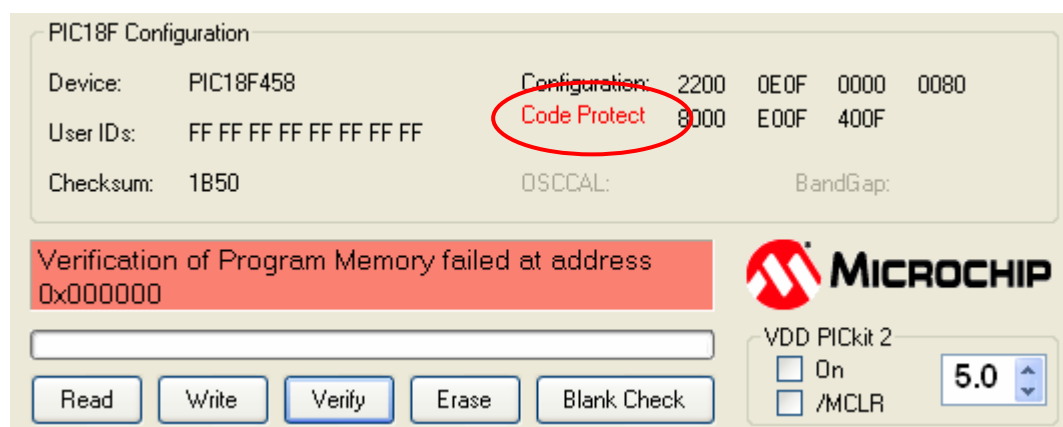 PIC18F Configuration
Device: PIC18F458 Configuration: 2200 0E0F 0000 0080
Code Protect 8000 E00F 400F
User IDs: FF FF FF FF FF FF FF FF
Checksum: 1B50 OSCCAL: BandGap:
Verification of Program Memory failed at address
0x000000
MICROCHIP
VDD PICkit 2
On
/MCLR
5.0
Read Write Verify Erase Blank Check